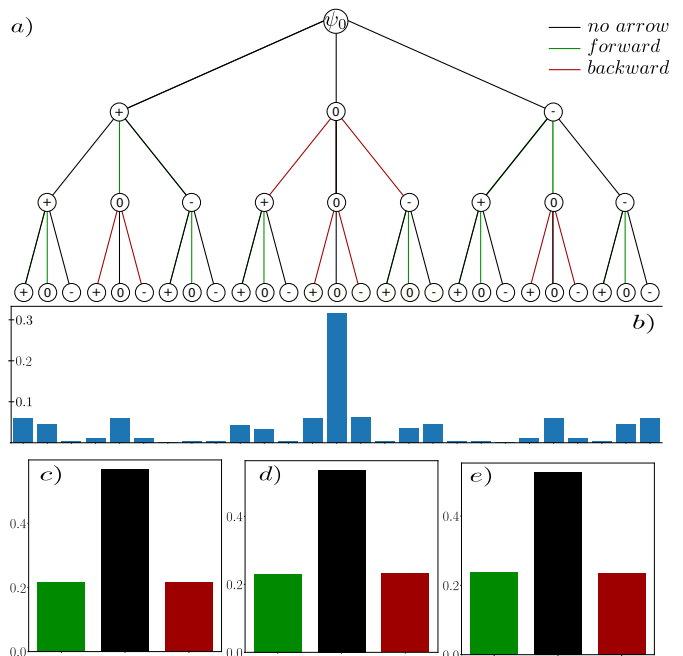 a)
ψ0
no arrow
forward
backward
+ 0 -
+ 0 - + 0 - + 0 -
+ 0 - + 0 - + 0 - + 0 - + 0 - + 0 - + 0 - + 0 - + 0 -
b)
0.3
0.2
0.1
c) d) e)
0.4 0.4 0.4
0.2 0.2 0.2
0.0 0.0 0.0